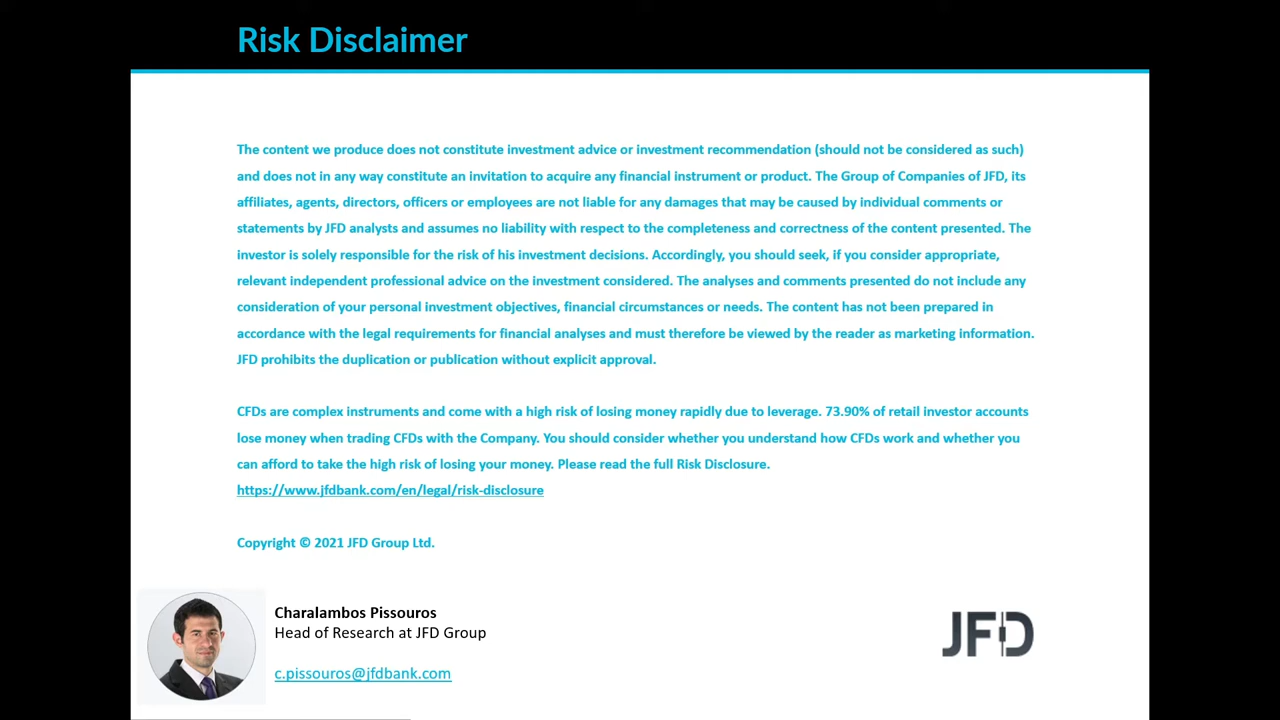 Risk Disclaimer
The content we produce does not constitute investment advice or investment recommendation (should not be considered as such)
and does not in any way constitute an invitation to acquire any financial instrument or product. The Group of Companies of JFD, its
affiliates, agents, directors, officers or employees are not liable for any damages that may be caused by individual comments or
statements by JFD analysts and assumes no liability with respect to the completeness and correctness of the content presented. The
investor is solely responsible for the risk of his investment decisions. Accordingly, you should seek, if you consider appropriate,
relevant independent professional advice on the investment considered. The analyses and comments presented do not include any
consideration of your personal investment objectives, financial circumstances or needs. The content has not been prepared in
accordance with the legal requirements for financial analyses and must therefore be viewed by the reader as marketing information.
JFD prohibits the duplication or publication without explicit approval.
CFDs are complex instruments and come with a high risk of losing money rapidly due to leverage. 73.90% of retail investor accounts
lose money when trading CFDs with the Company. You should consider whether you understand how CFDs work and whether you
can afford to take the high risk of losing your money. Please read the full Risk Disclosure.
https://www.jfdbank.com/en/legal/risk-disclosure
Copyright © 2021 JFD Group Ltd.
Charalambos Pissouros
Head of Research at JFD Group
c.pissouros@jfdbank.com
JFD